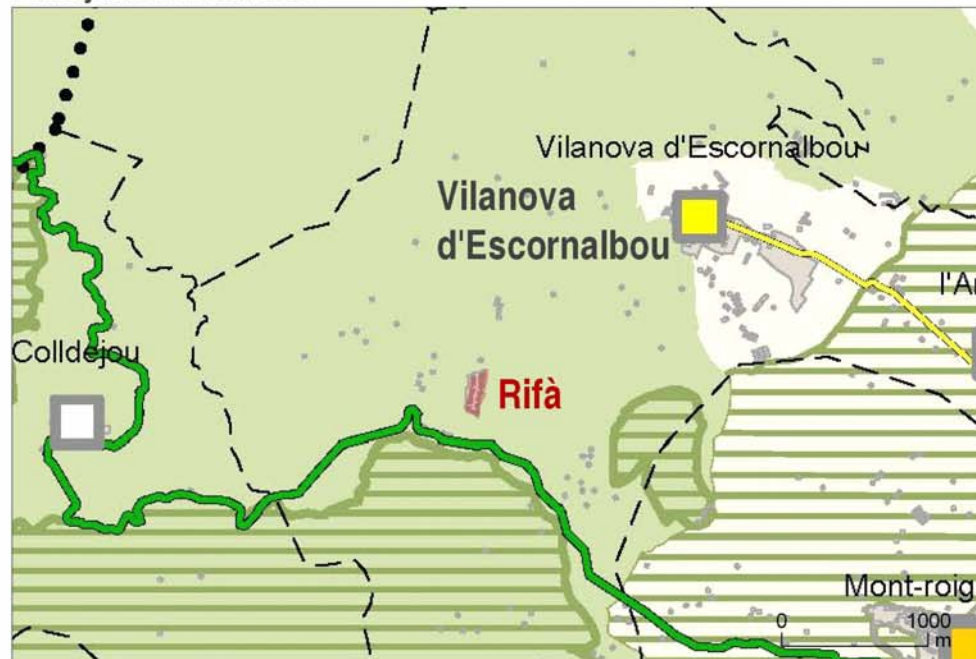 Vilanova d'Escornalbou
Vilanova
d'Escornalbou
Colldejou
Rifà
Mont-roig
0
1000
m